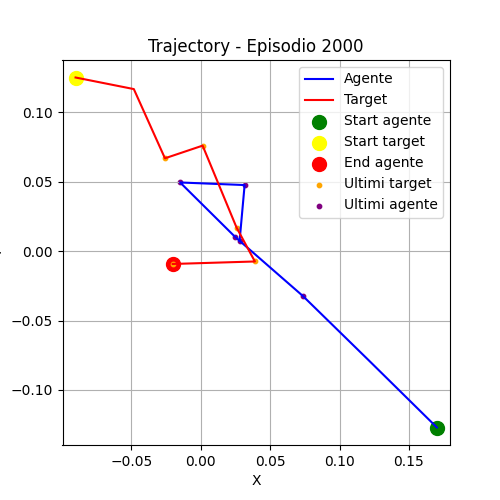 Trajectory - Episodio 2000
Agente
Target
Start agente
Start target
End agente
Ultimi target
Ultimi agente
0.10
0.05
0.00
−0.05
−0.10
−0.05
0.00
0.05
0.10
0.15
X